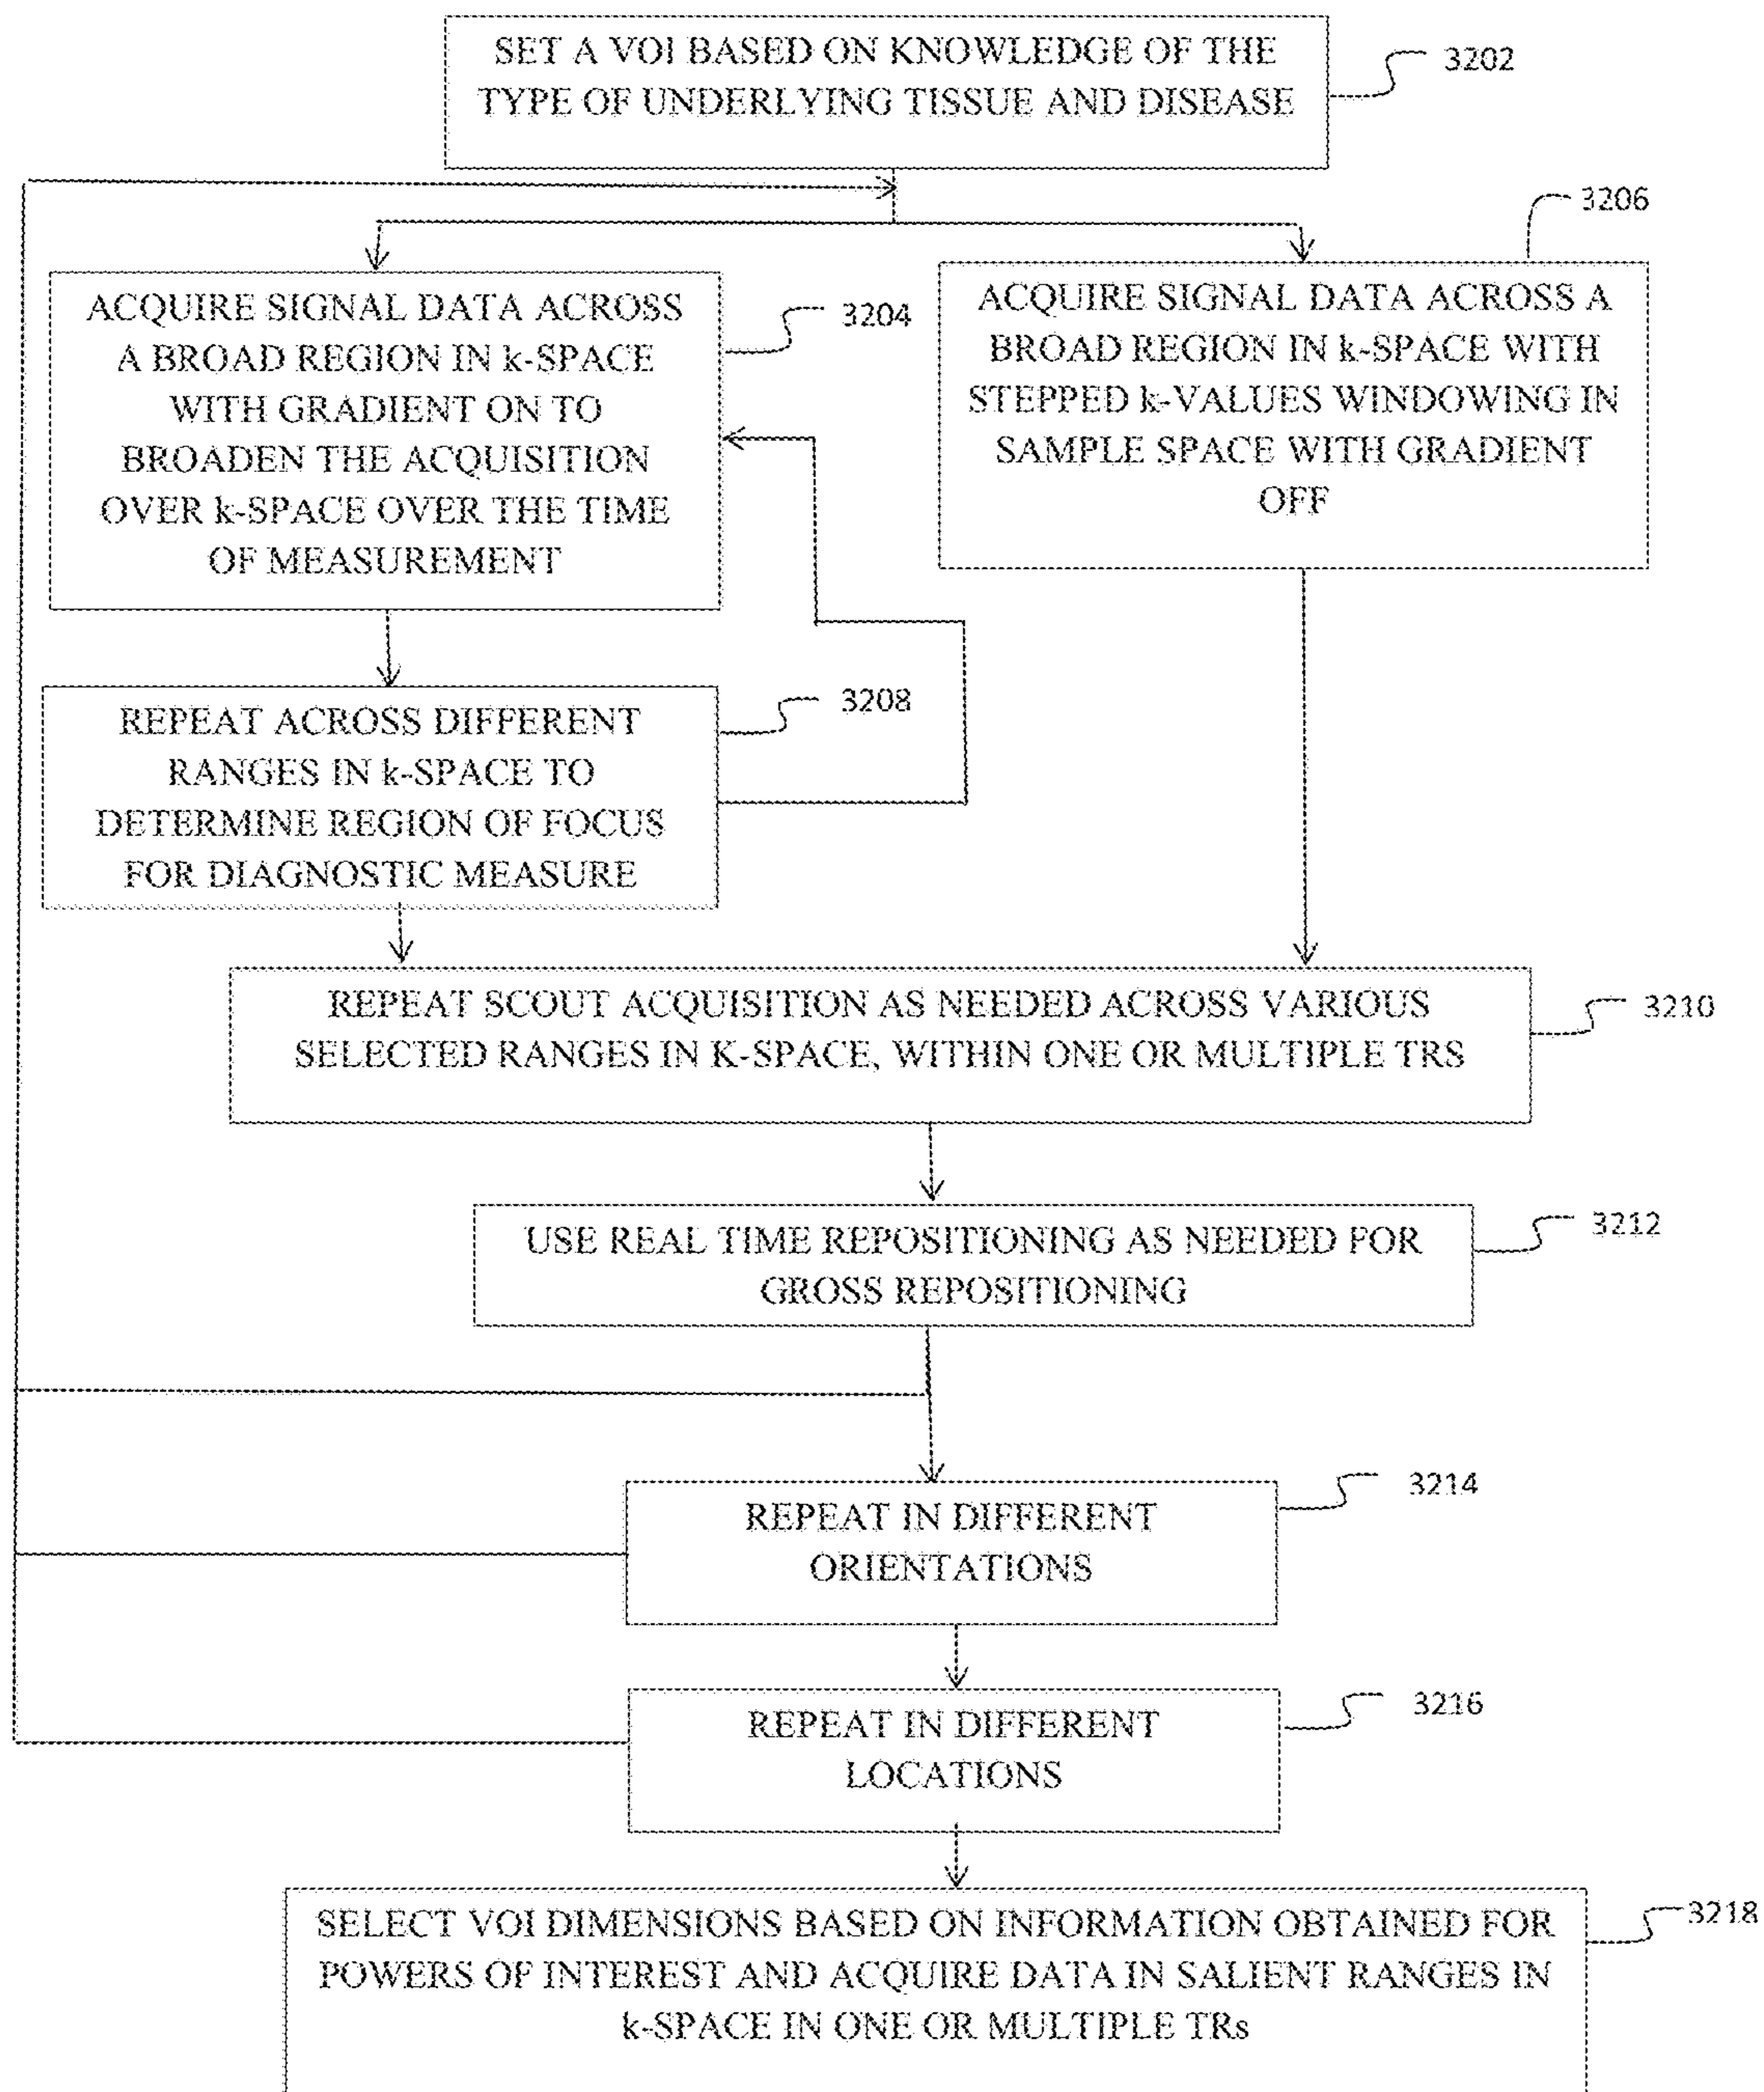 SET A VOI BASED ON KNOWLEDGE OF THE
TYPE OF UNDERLYING TISSUE AND DISEASE
3202
3206
ACQUIRE SIGNAL DATA ACROSS
A BROAD REGION IN k-SPACE
WITH GRADIENT ON TO
BROADEN THE ACQUISITION
OVER k-SPACE OVER THE TIME
OF MEASUREMENT
3204
ACQUIRE SIGNAL DATA ACROSS A
BROAD REGION IN k-SPACE WITH
STEPPED k-VALUES WINDOWING IN
SAMPLE SPACE WITH GRADIENT
OFF
REPEAT ACROSS DIFFERENT
RANGES IN k-SPACE TO
DETERMINE REGION OF FOCUS
FOR DIAGNOSTIC MEASURE
3208
REPEAT SCOUT ACQUISITION AS NEEDED ACROSS VARIOUS
SELECTED RANGES IN K-SPACE, WITHIN ONE OR MULTIPLE TRS
3210
USE REAL TIME REPOSITIONING AS NEEDED FOR
GROSS REPOSITIONING
3212
REPEAT IN DIFFERENT
ORIENTATIONS
3214
REPEAT IN DIFFERENT
LOCATIONS
3216
SELECT VOI DIMENSIONS BASED ON INFORMATION OBTAINED FOR
POWERS OF INTEREST AND ACQUIRE DATA IN SALIENT RANGES IN
k-SPACE IN ONE OR MULTIPLE TRs
3218